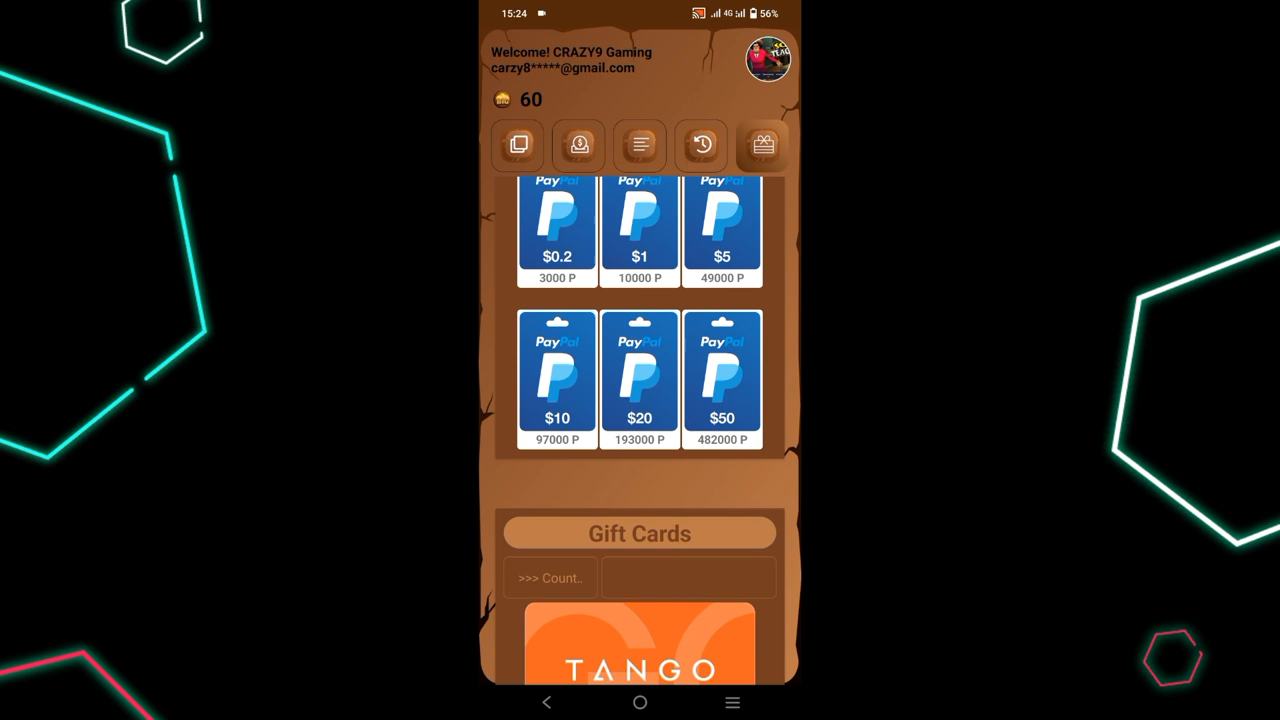 15:24 4G 56%
Welcome! CRAZY9 Gaming
carzy8*****@gmail.com
60
PayPal PayPal PayPal
$0.2 $1 $5
3000 P 10000 P 49000 P
PayPal PayPal PayPal
$10 $20 $50
97000 P 193000 P 482000 P
Gift Cards
>>> Count..
TANGO